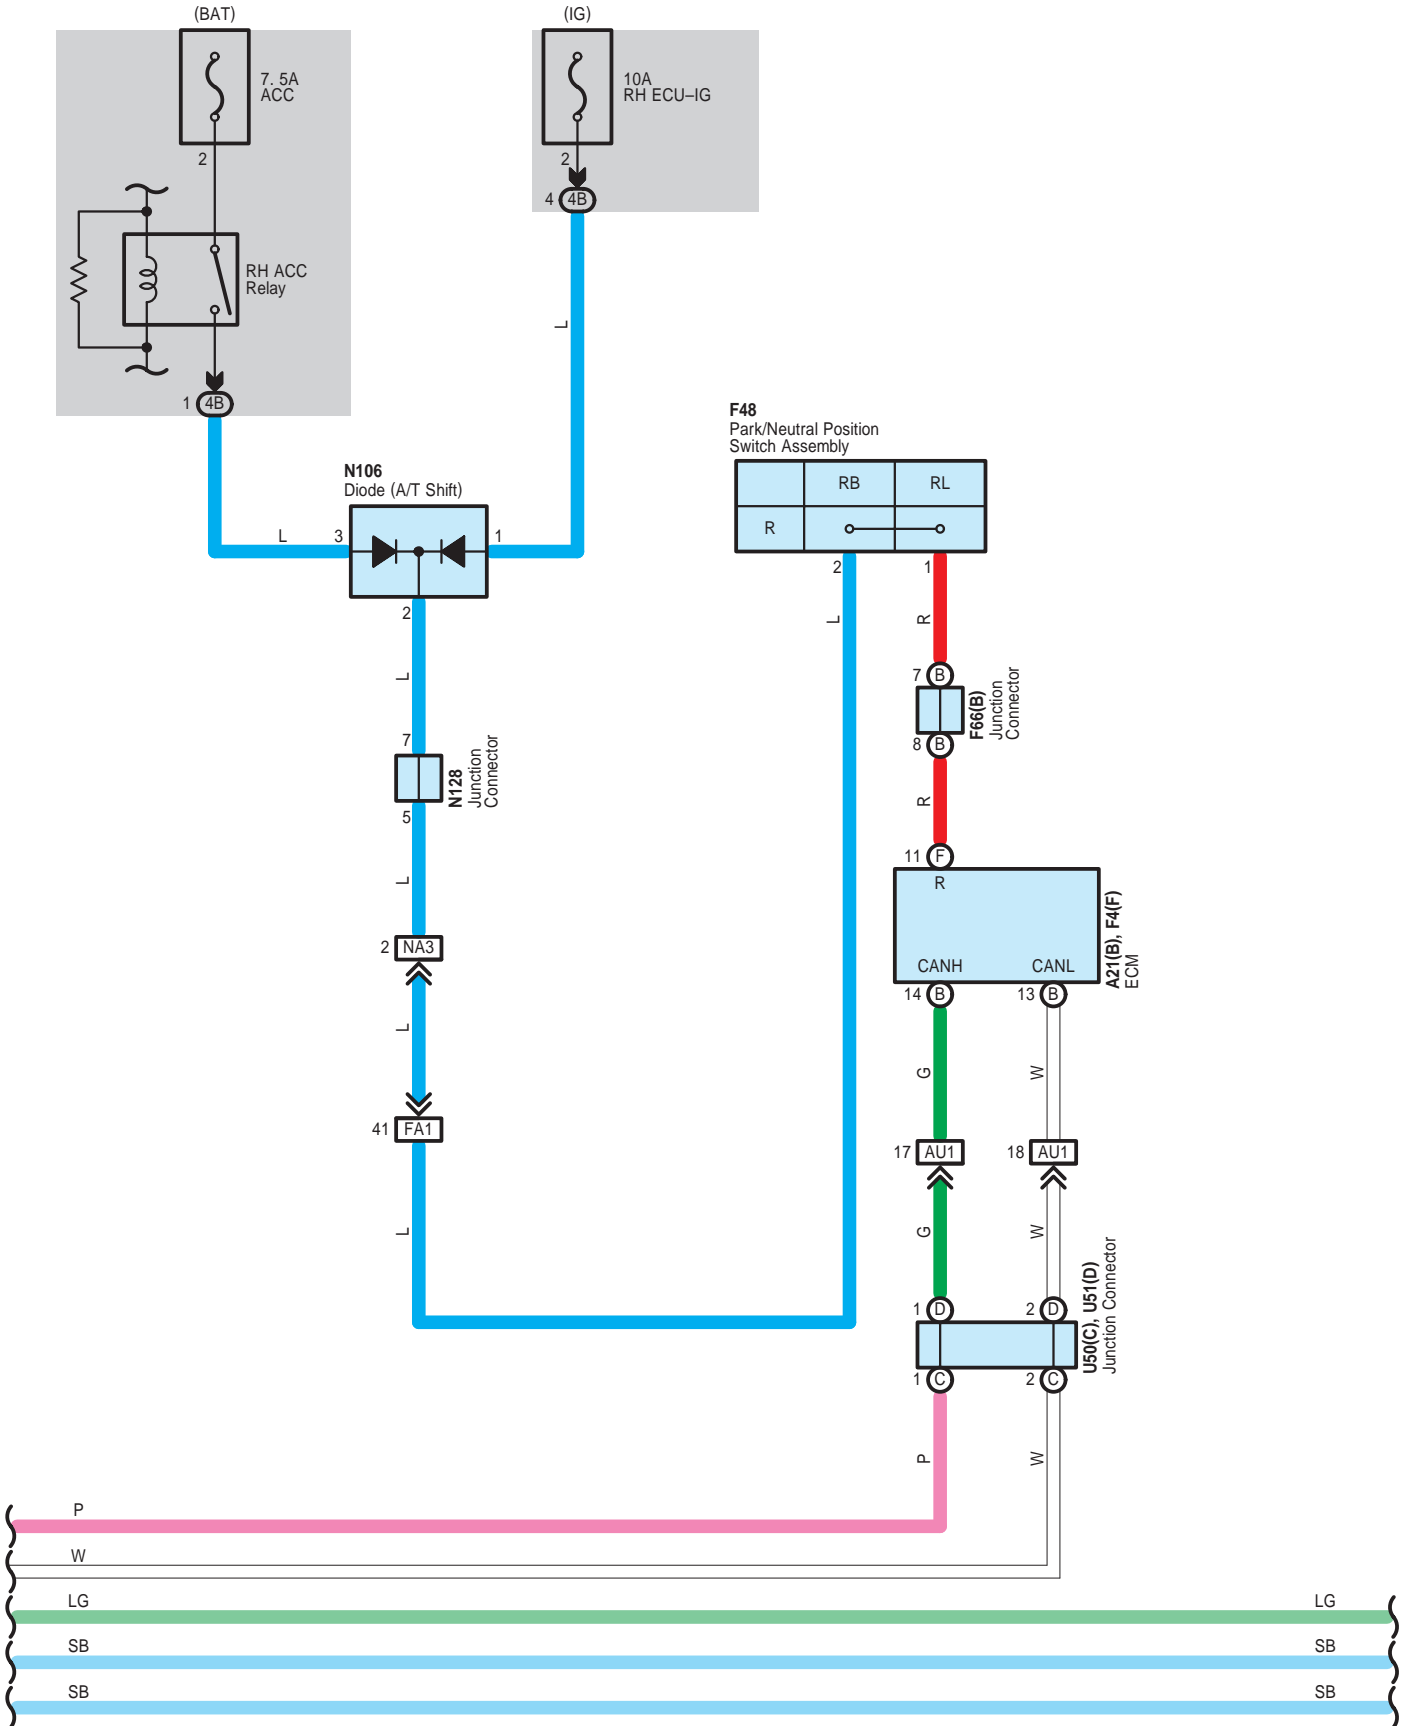 (BAT)
(IG)
7. 5A
ACC
10A
RH ECU–IG
2
2
4 4B
RH ACC
Relay
L
1 4B
F48
Park/Neutral Position
Switch Assembly
N106
Diode (A/T Shift)
RB RL
R
L 3 1
2 1
2
L
R
L
7 B
F66(B)
Junction
Connector
8 B
7
N128
Junction
Connector
5
R
11 F
R
L
A21(B), F4(F)
ECM
2 NA3
CANH CANL
14 B 13 B
L
G W
41 FA1
17 AU1 18 AU1
L
G W
U50(C), U51(D)
Junction Connector
1 D 2 D
1 C 2 C
P W
P
W
LG LG
SB SB
SB SB